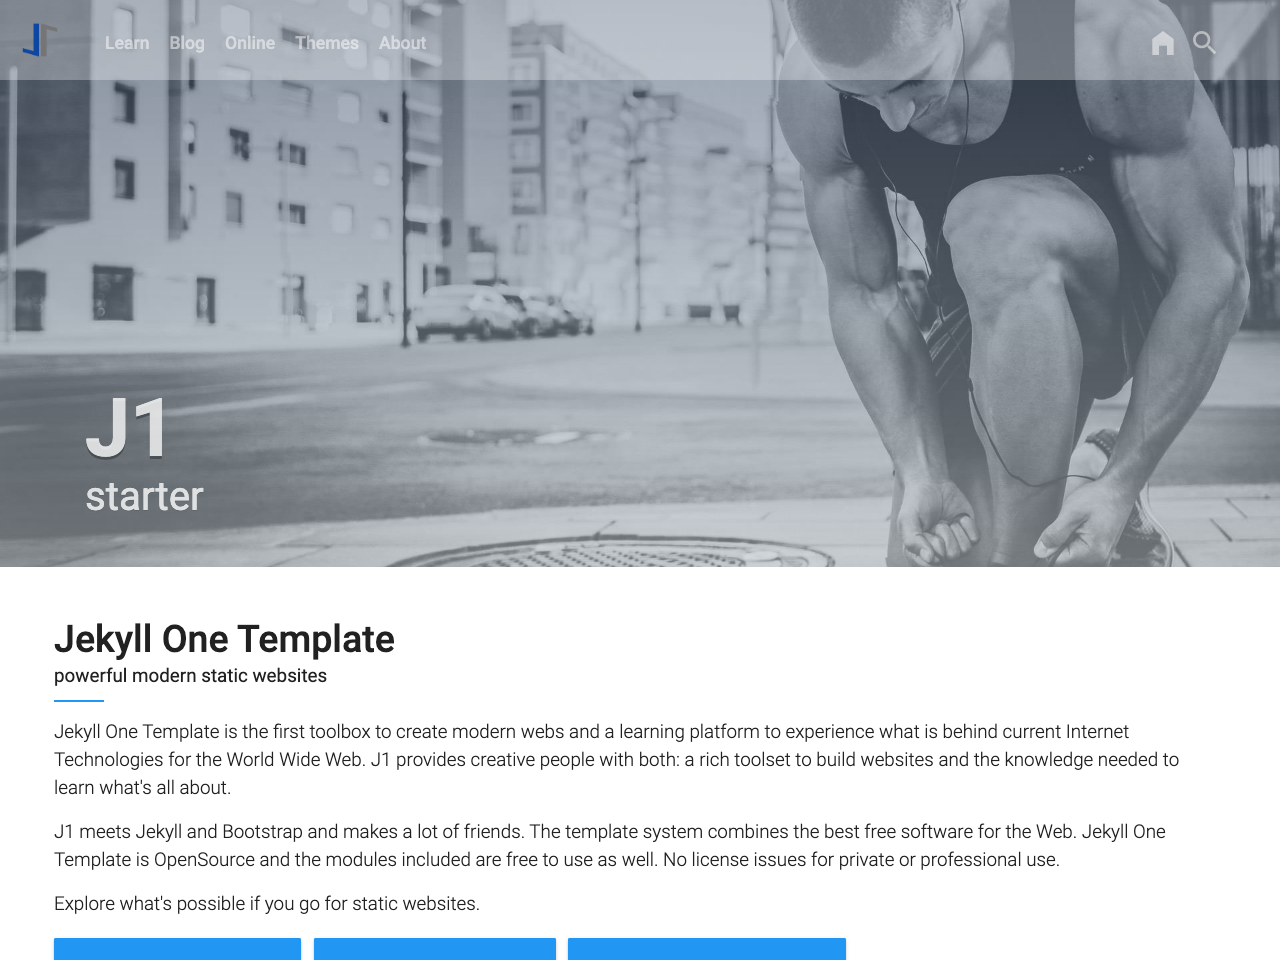 Learn Blog Online Themes About
J1
starter
Jekyll One Template
powerful modern static websites
Jekyll One Template is the first toolbox to create modern webs and a learning platform to experience what is behind current Internet
Technologies for the World Wide Web. J1 provides creative people with both: a rich toolset to build websites and the knowledge needed to
learn what's all about.
J1 meets Jekyll and Bootstrap and makes a lot of friends. The template system combines the best free software for the Web. Jekyll One
Template is OpenSource and the modules included are free to use as well. No license issues for private or professional use.
Explore what's possible if you go for static websites.